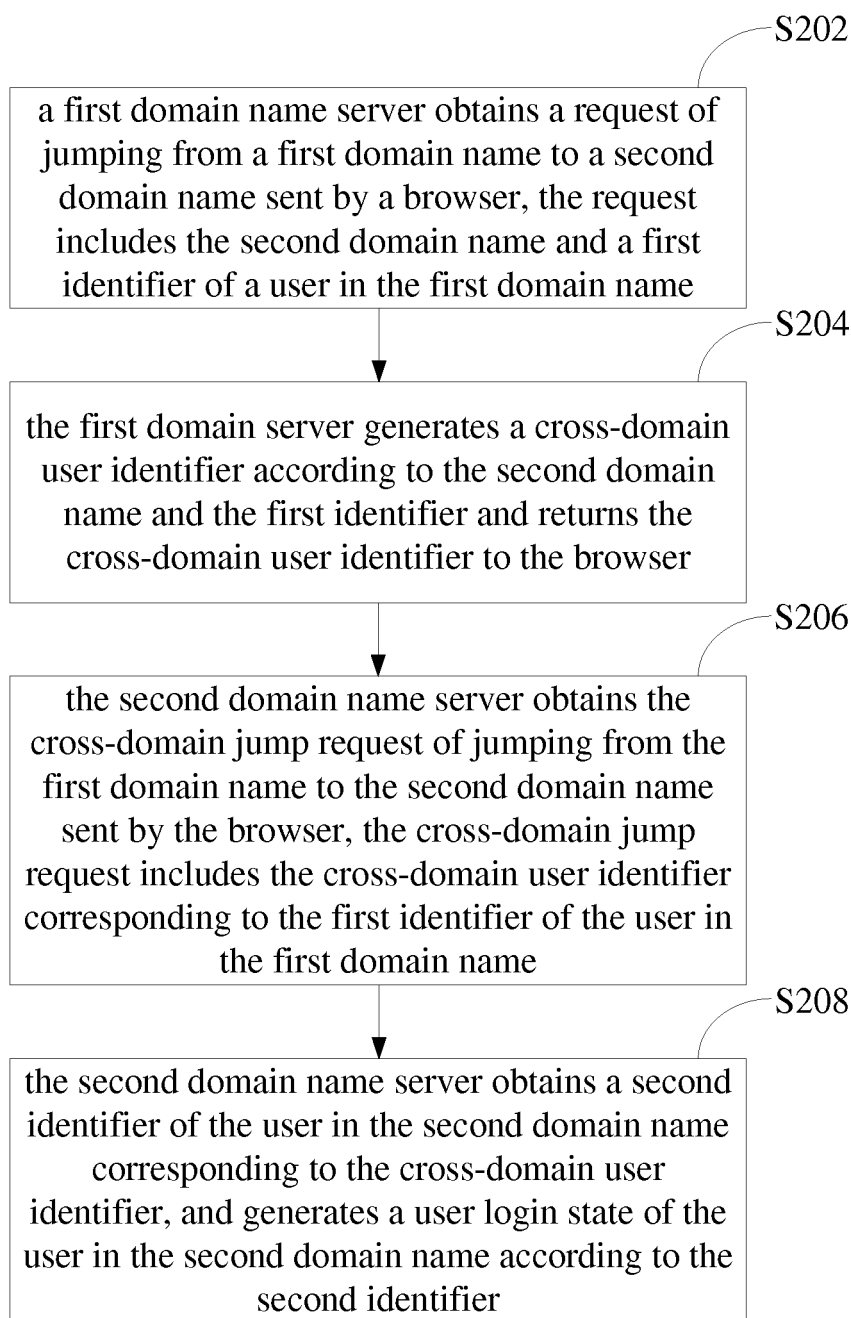 S202
a first domain name server obtains a request of
jumping from a first domain name to a second
domain name sent by a browser, the request
includes the second domain name and a first
identifier of a user in the first domain name
S204
the first domain server generates a cross-domain
user identifier according to the second domain
name and the first identifier and returns the
cross-domain user identifier to the browser
S206
the second domain name server obtains the
cross-domain jump request of jumping from the
first domain name to the second domain name
sent by the browser, the cross-domain jump
request includes the cross-domain user identifier
corresponding to the first identifier of the user in
the first domain name
S208
the second domain name server obtains a second
identifier of the user in the second domain name
corresponding to the cross-domain user
identifier, and generates a user login state of the
user in the second domain name according to the
second identifier